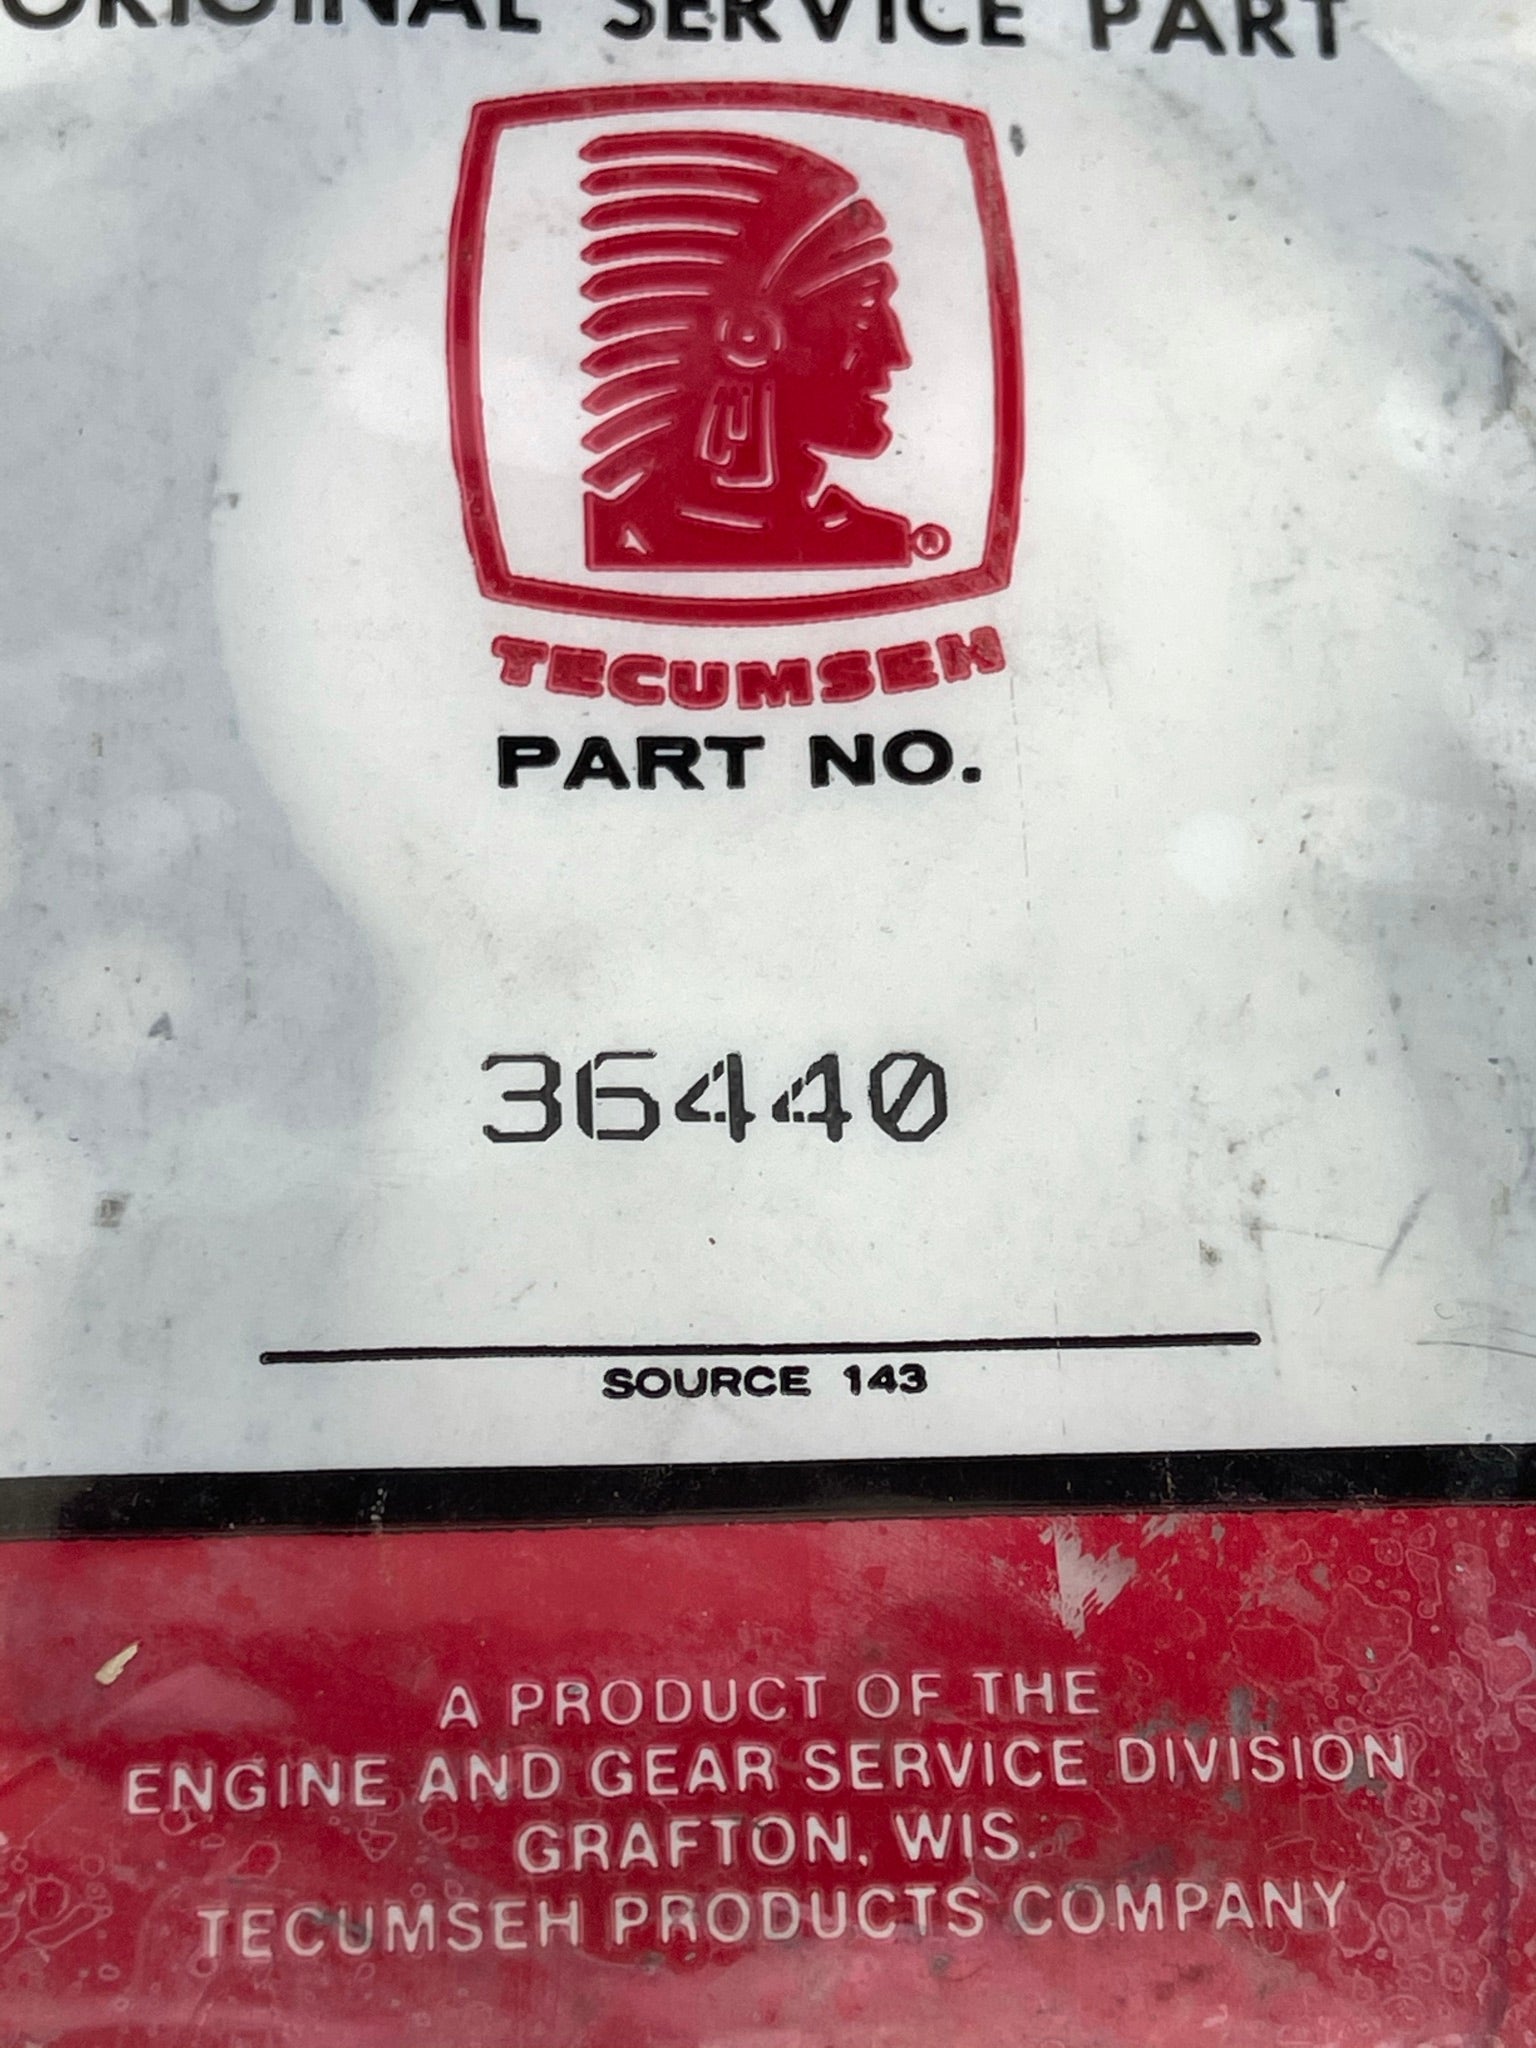 ORIGINAL SERVICE PART
®
TECUMSEH
PART NO.
36440
SOURCE 143
A PRODUCT OF THE
ENGINE AND GEAR SERVICE DIVISION
GRAFTON, WIS.
TECUMSEH PRODUCTS COMPANY